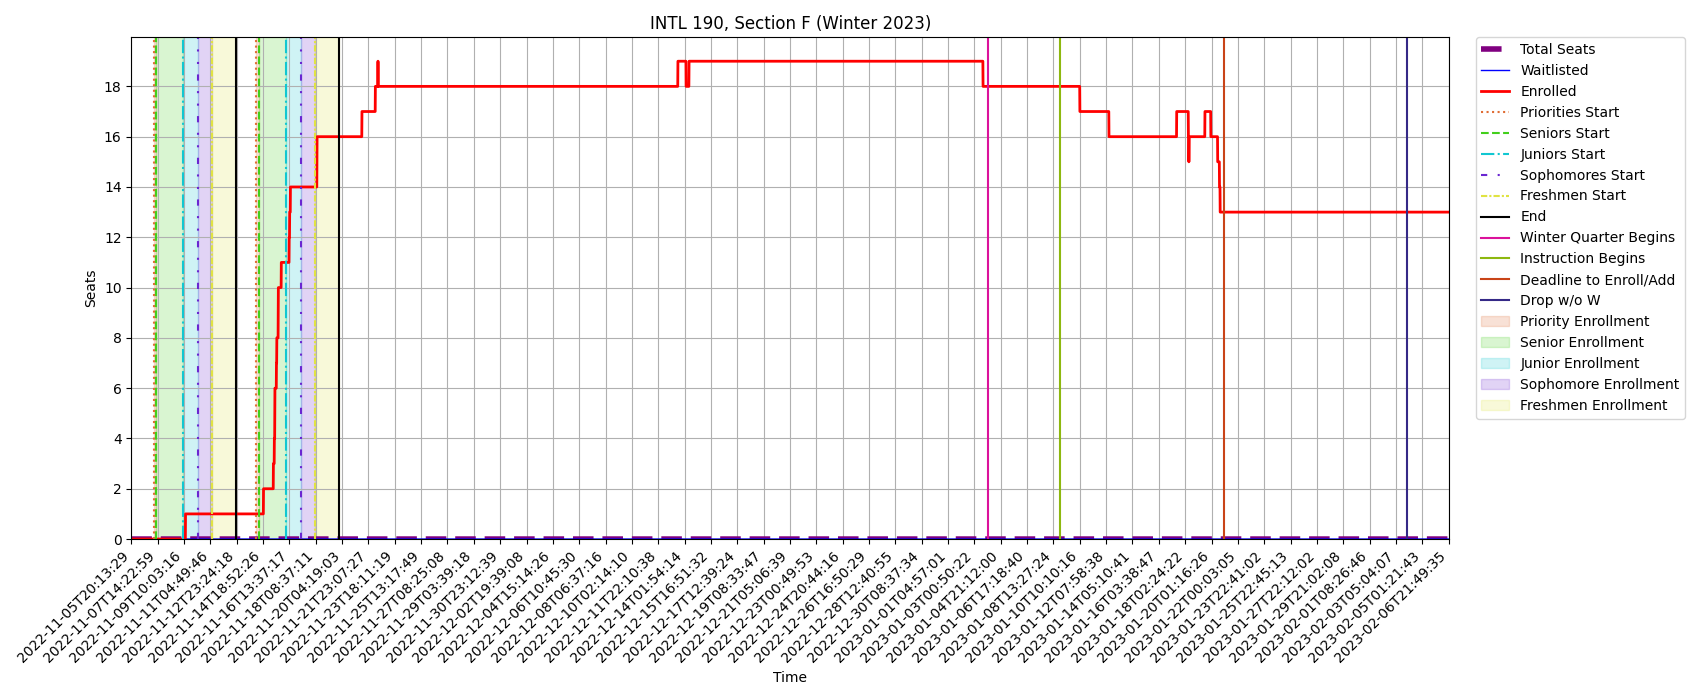 INTL 190, Section F (Winter 2023)
Seats
18
16
14
12
10
8
6
4
2
0
2022-11-05T20:13:29
2022-11-07T14:22:59
2022-11-09T10:03:16
2022-11-11T04:49:46
2022-11-12T23:24:18
2022-11-14T18:52:26
2022-11-16T13:37:17
2022-11-18T08:37:11
2022-11-20T04:19:03
2022-11-21T23:07:27
2022-11-23T18:11:19
2022-11-25T13:17:49
2022-11-27T08:25:08
2022-11-29T03:39:18
2022-11-30T23:12:39
2022-12-02T19:39:08
2022-12-04T15:14:26
2022-12-06T10:45:30
2022-12-08T06:37:16
2022-12-10T02:14:10
2022-12-11T22:10:38
2022-12-14T01:54:14
2022-12-15T16:51:32
2022-12-17T12:39:24
2022-12-19T08:33:47
2022-12-21T05:06:39
2022-12-23T00:49:53
2022-12-24T20:44:16
2022-12-26T16:50:29
2022-12-28T12:40:55
2022-12-30T08:37:34
2023-01-01T04:57:01
2023-01-03T00:50:22
2023-01-04T21:12:00
2023-01-06T17:18:40
2023-01-08T13:27:24
2023-01-10T10:10:16
2023-01-12T07:58:38
2023-01-14T05:10:41
2023-01-16T03:38:47
2023-01-18T02:24:22
2023-01-20T01:16:26
2023-01-22T00:03:05
2023-01-23T22:41:02
2023-01-25T22:45:13
2023-01-27T22:12:02
2023-01-29T21:02:08
2023-02-01T08:26:46
2023-02-03T05:04:07
2023-02-05T01:21:43
2023-02-06T21:49:35
Time
Total Seats
Waitlisted
Enrolled
Priorities Start
Seniors Start
Juniors Start
Sophomores Start
Freshmen Start
End
Winter Quarter Begins
Instruction Begins
Deadline to Enroll/Add
Drop w/o W
Priority Enrollment
Senior Enrollment
Junior Enrollment
Sophomore Enrollment
Freshmen Enrollment